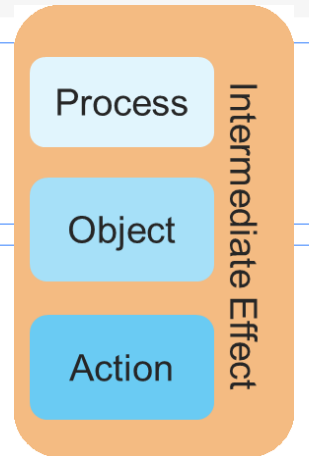 Process
Object
Action
Intermediate Effect